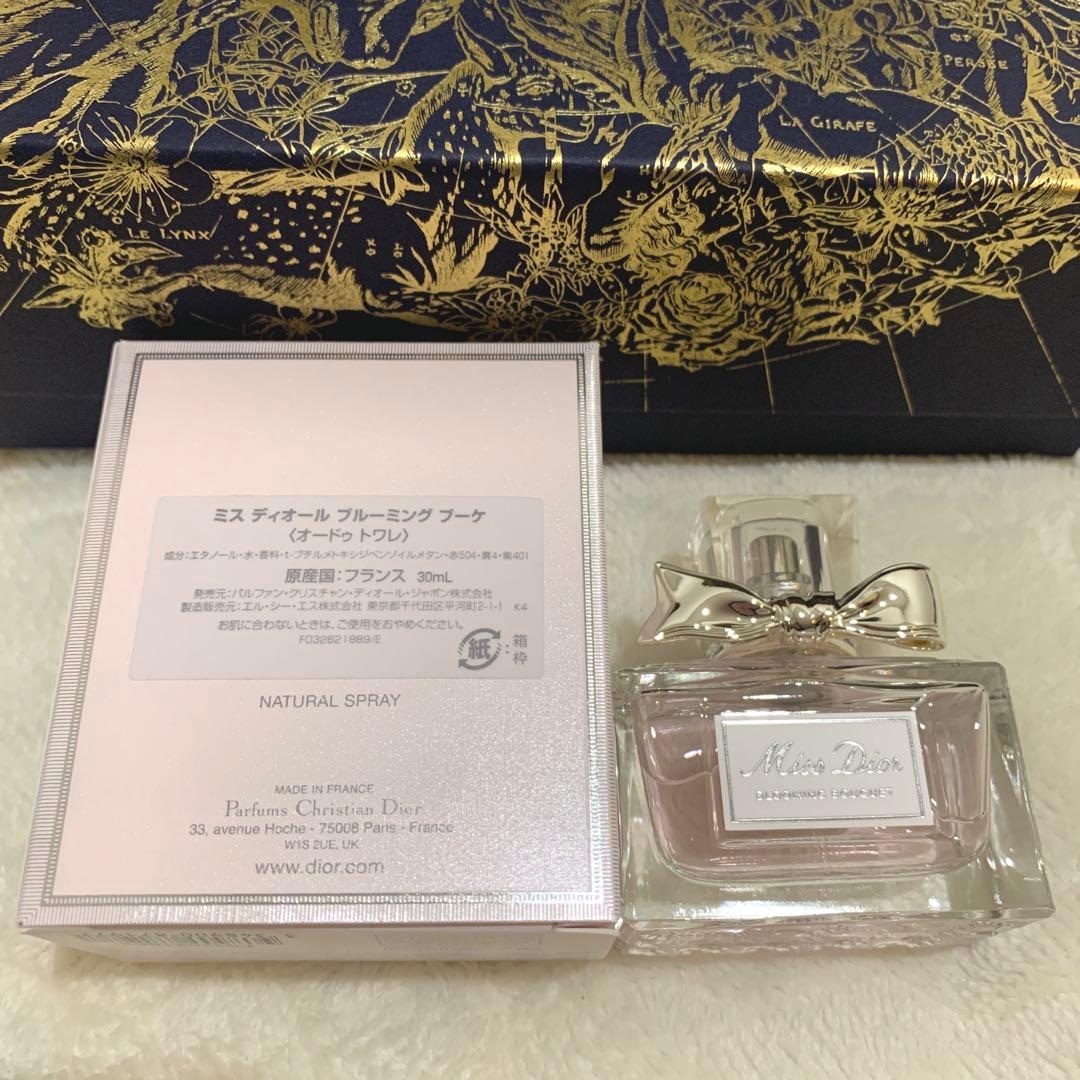 PERSÉE
LA GIRAFE
LE LYNX
ミス ディオール ブルーミング ブーケ
〈オードゥ トワレ〉
成分:エタノール・水・香料・t-ブチルメトキシジベンゾイルメタン・赤504・黄4・紫401
原産国:フランス 30mL
発売元:パルファン・クリスチャン・ディオール・ジャポン株式会社
製造販売元:エル・シー・エス株式会社 東京都千代田区平河町2-1-1 K4
お肌に合わないときは、ご使用をおやめください。
F032621889/E
紙:箱
枠
NATURAL SPRAY
MADE IN FRANCE
Parfums Christian Dior
33, avenue Hoche - 75008 Paris - France
W1S 2UE, UK
www.dior.com
Miss Dior
BLOOMING BOUQUET